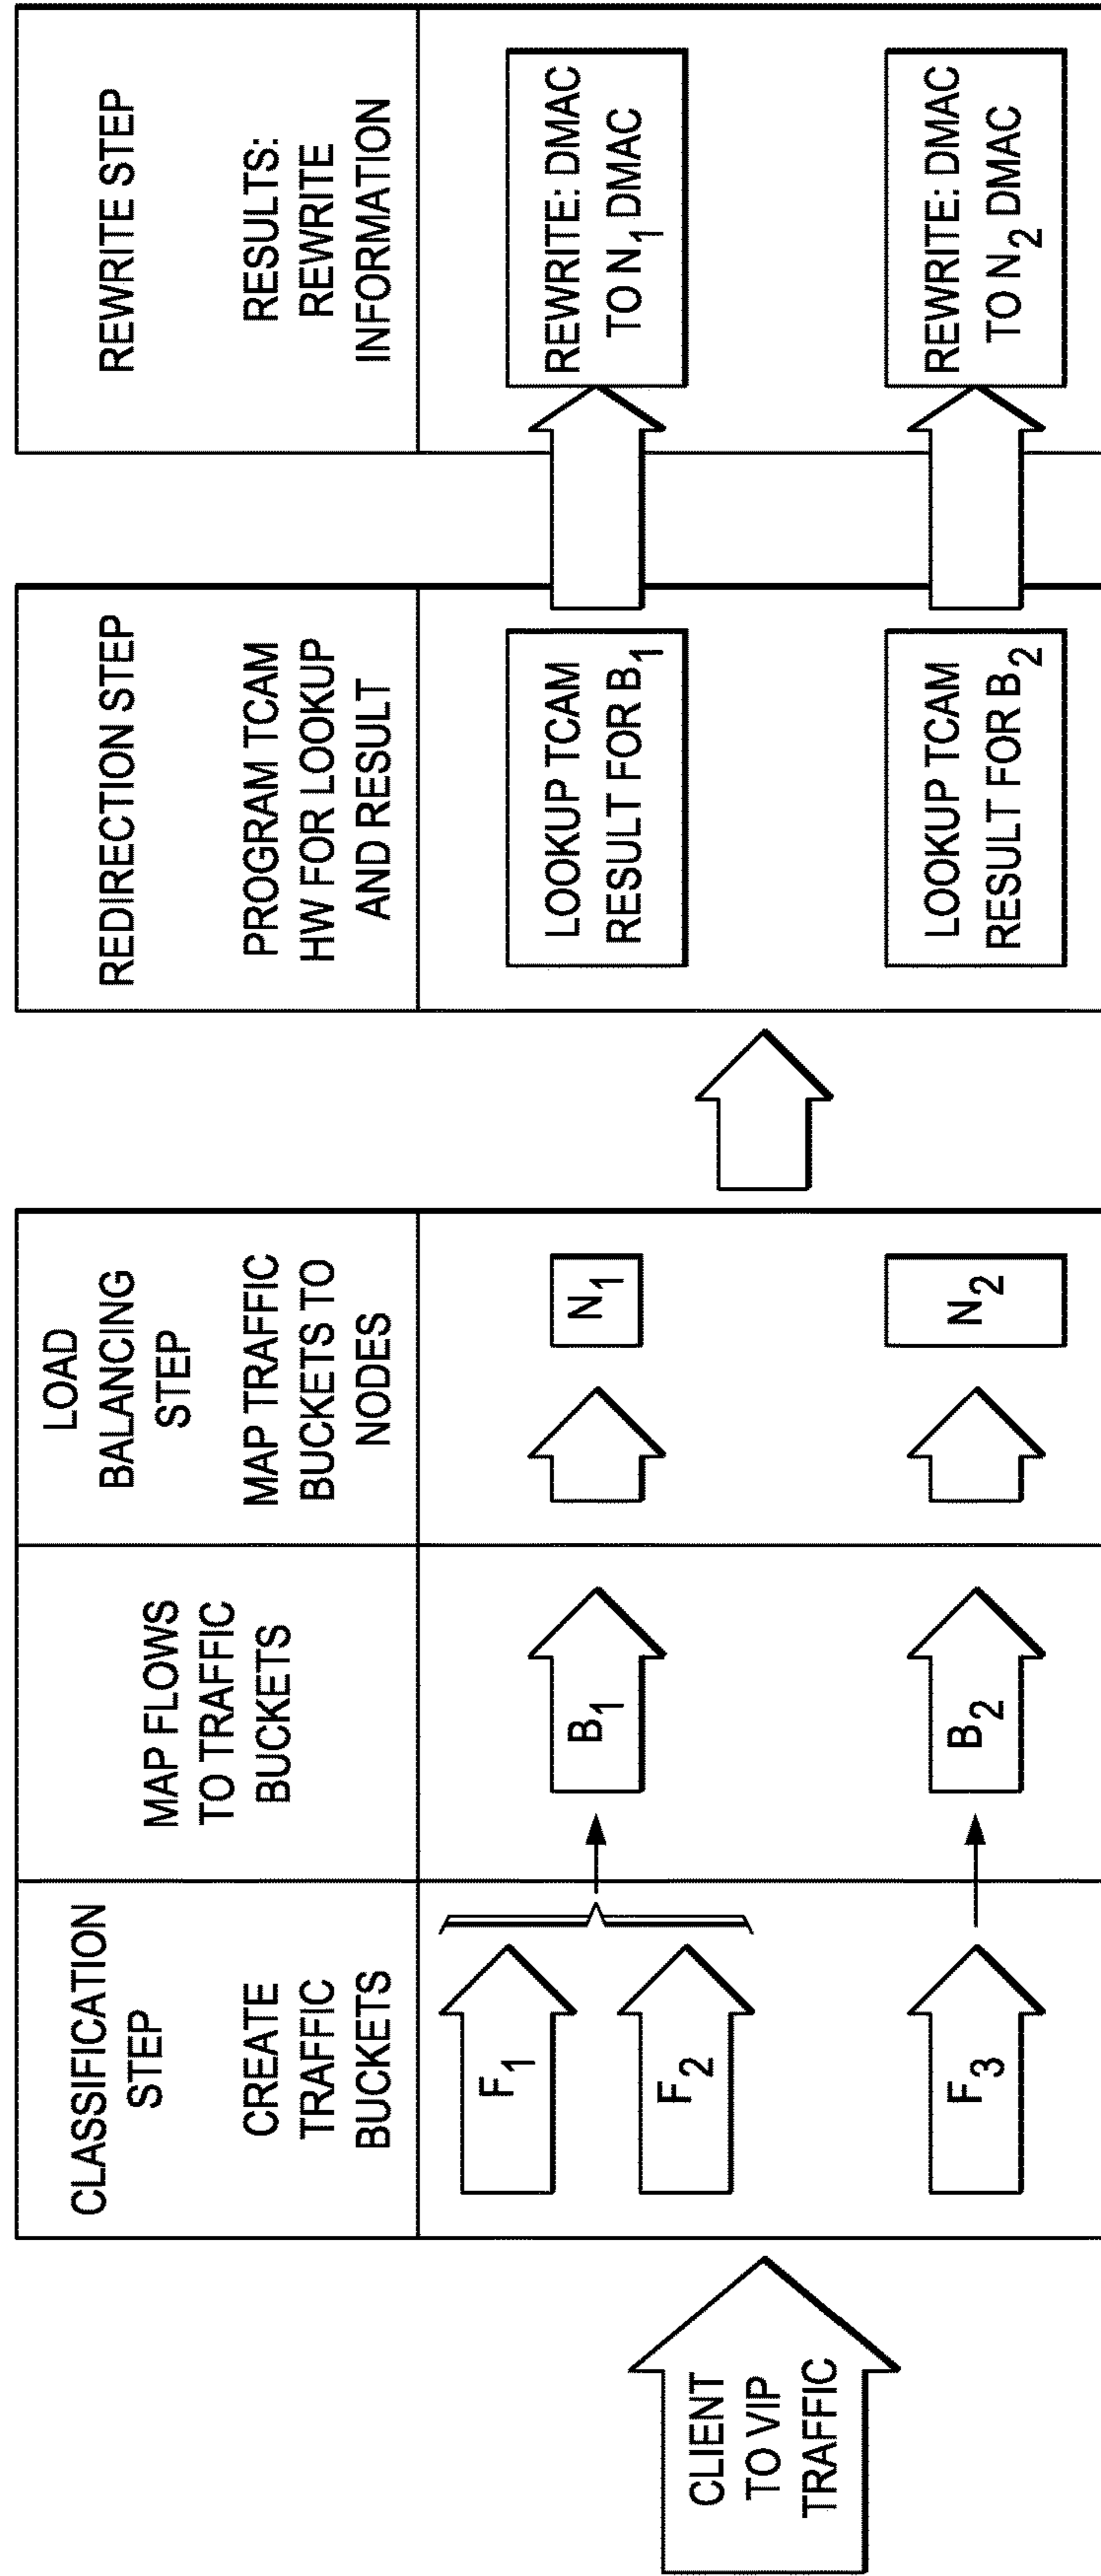 CLIENT
TO VIP
TRAFFIC
CLASSIFICATION
STEP
CREATE
TRAFFIC
BUCKETS
F1
F2
F3
MAP FLOWS
TO TRAFFIC
BUCKETS
B1
B2
LOAD
BALANCING
STEP
MAP TRAFFIC
BUCKETS TO
NODES
N1
N2
REDIRECTION STEP
PROGRAM TCAM
HW FOR LOOKUP
AND RESULT
LOOKUP TCAM
RESULT FOR B1
LOOKUP TCAM
RESULT FOR B2
REWRITE STEP
RESULTS:
REWRITE
INFORMATION
REWRITE: DMAC
TO N1 DMAC
REWRITE: DMAC
TO N2 DMAC